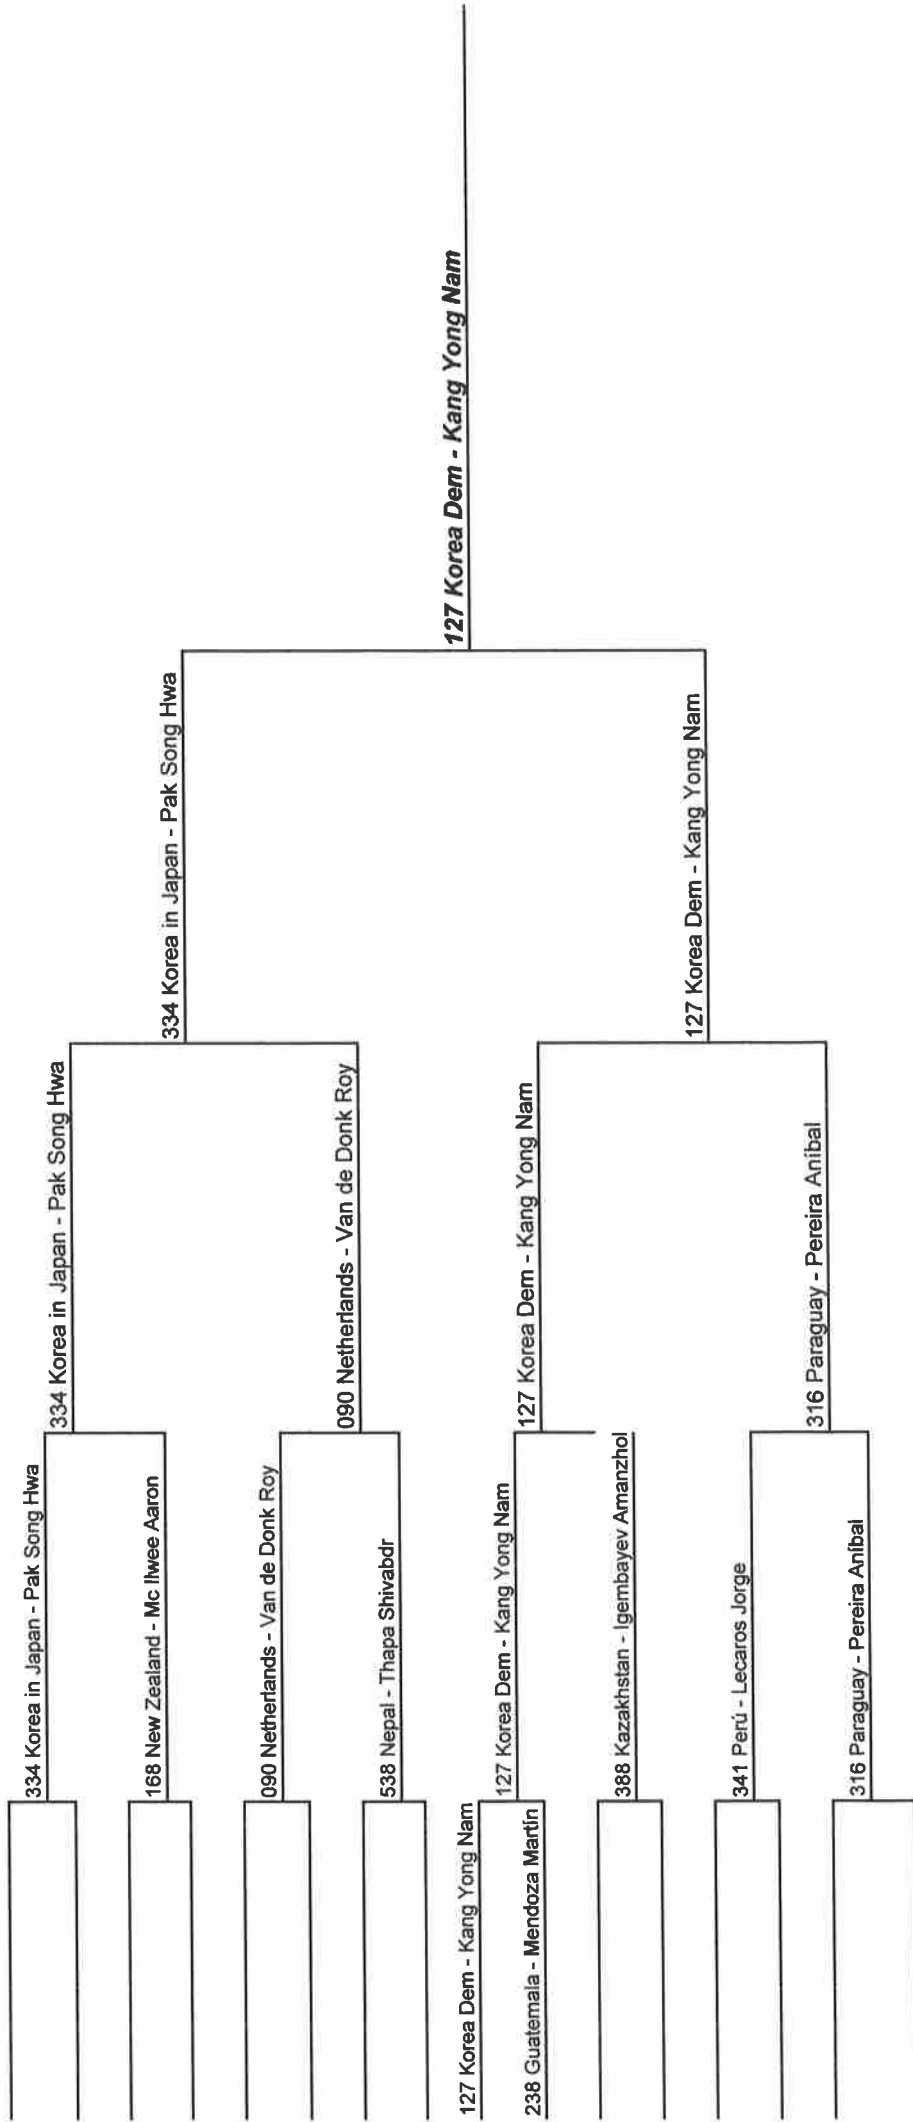 127 Korea Dem - Kang Yong Nam
238 Guatemala - Mendoza Martín
334 Korea in Japan - Pak Song Hwa
168 New Zealand - Mc Ilwee Aaron
090 Netherlands - Van de Donk Roy
538 Nepal - Thapa Shivabdr
127 Korea Dem - Kang Yong Nam
388 Kazakhstan - Igembayev Amanzhol
341 Perú - Lecaros Jorge
316 Paraguay - Pereira Aníbal
334 Korea in Japan - Pak Song Hwa
090 Netherlands - Van de Donk Roy
127 Korea Dem - Kang Yong Nam
316 Paraguay - Pereira Aníbal
334 Korea in Japan - Pak Song Hwa
127 Korea Dem - Kang Yong Nam
127 Korea Dem - Kang Yong Nam